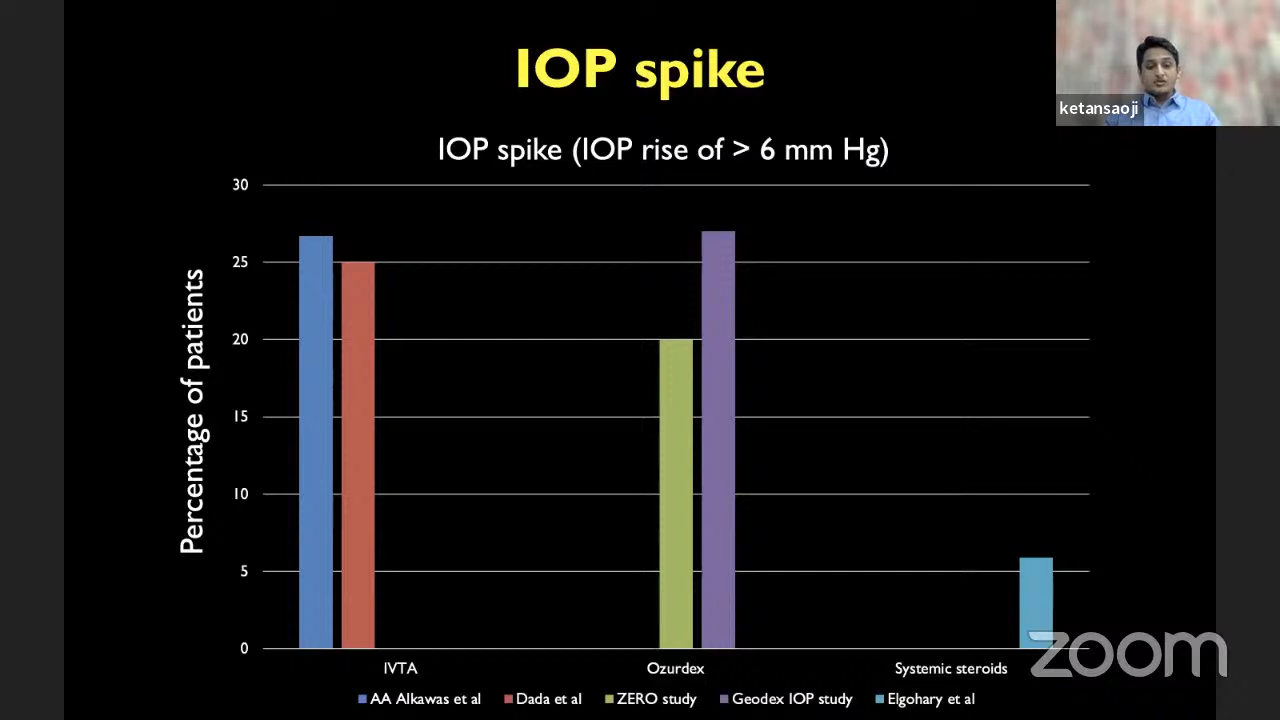 IOP spike
ketansaoji
IOP spike (IOP rise of > 6 mm Hg)
Percentage of patients
30
25
20
15
10
5
0
IVTA Ozurdex Systemic steroids
AA Alkawas et al Dada et al ZERO study Geodex IOP study Elgohary et al
zoom